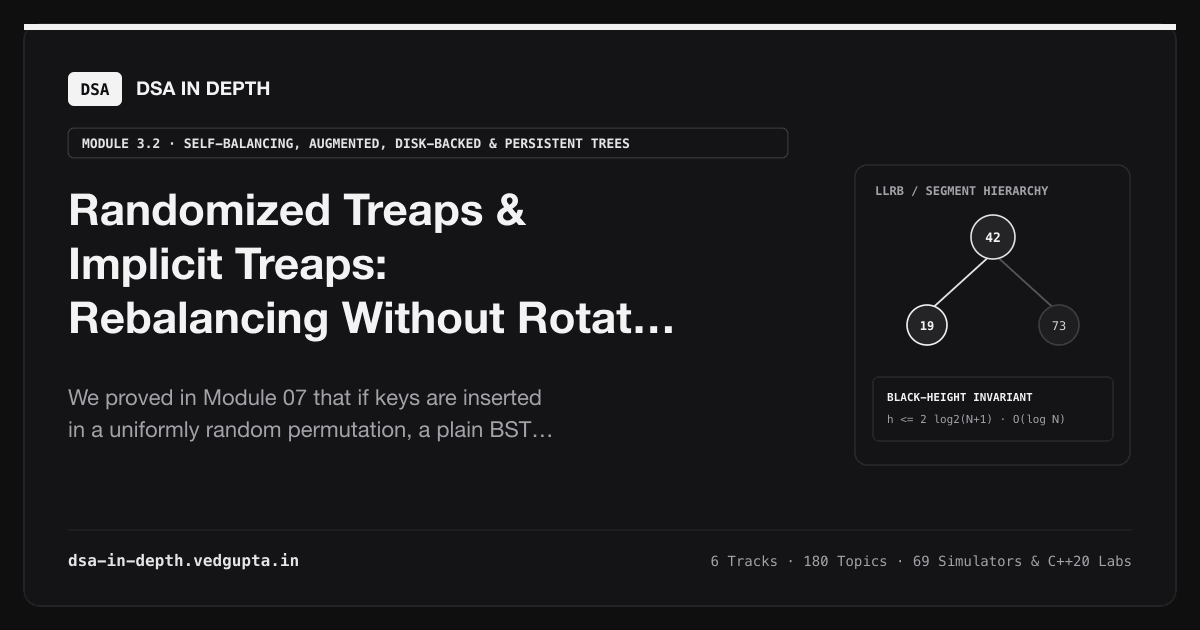 DSA
DSA IN DEPTH
MODULE 3.2 · SELF-BALANCING, AUGMENTED, DISK-BACKED & PERSISTENT TREES
Randomized Treaps &
Implicit Treaps:
Rebalancing Without Rotat...
We proved in Module 07 that if keys are inserted
in a uniformly random permutation, a plain BST...
LLRB / SEGMENT HIERARCHY
42
19
73
BLACK-HEIGHT INVARIANT
h <= 2 log2(N+1) · O(log N)
dsa-in-depth.vedgupta.in
6 Tracks · 180 Topics · 69 Simulators & C++20 Labs